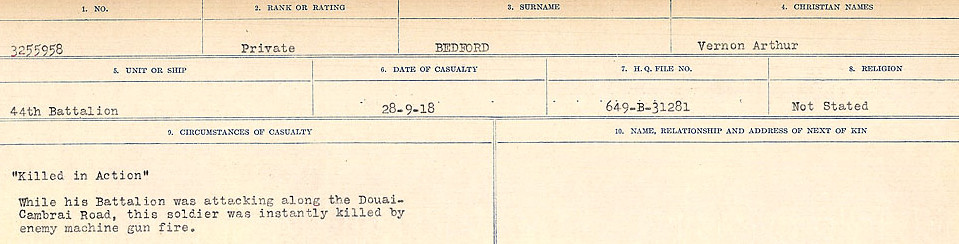 1. NO.
2. RANK OR RATING
3. SURNAME
4. CHRISTIAN NAMES
3255958
Private
BEDFORD
Vernon Arthur
5. UNIT OR SHIP
6. DATE OF CASUALTY
7. H. Q. FILE NO.
8. RELIGION
44th Battalion
28-9-18
649-B-31281
Not Stated
9. CIRCUMSTANCES OF CASUALTY
10. NAME, RELATIONSHIP AND ADDRESS OF NEXT OF KIN
"Killed in Action"
While his Battalion was attacking along the Douai-
Cambrai Road, this soldier was instantly killed by
enemy machine gun fire.